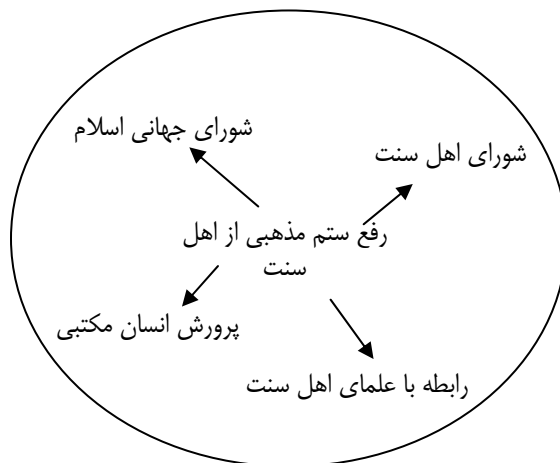 شورای جهانی اسلام
شورای اهل سنت
رفع ستم مذهبی از اهل
سنت
پرورش انسان مکتبی
رابطه با علمای اهل سنت